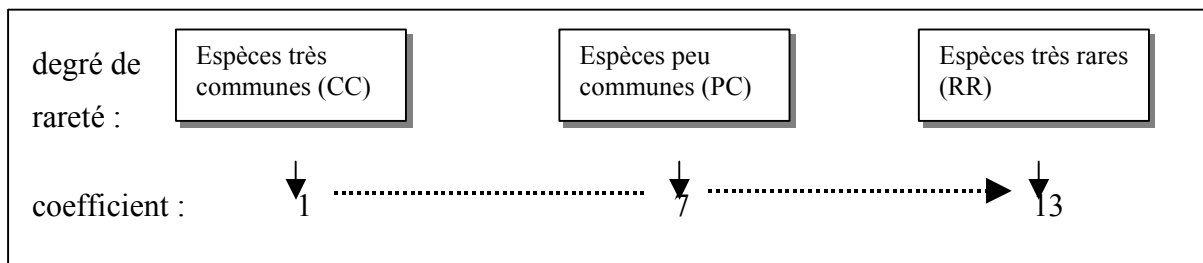 degré de
rareté :
Espèces très
communes (CC)
Espèces peu
communes (PC)
Espèces très rares
(RR)
coefficient :
1
7
13